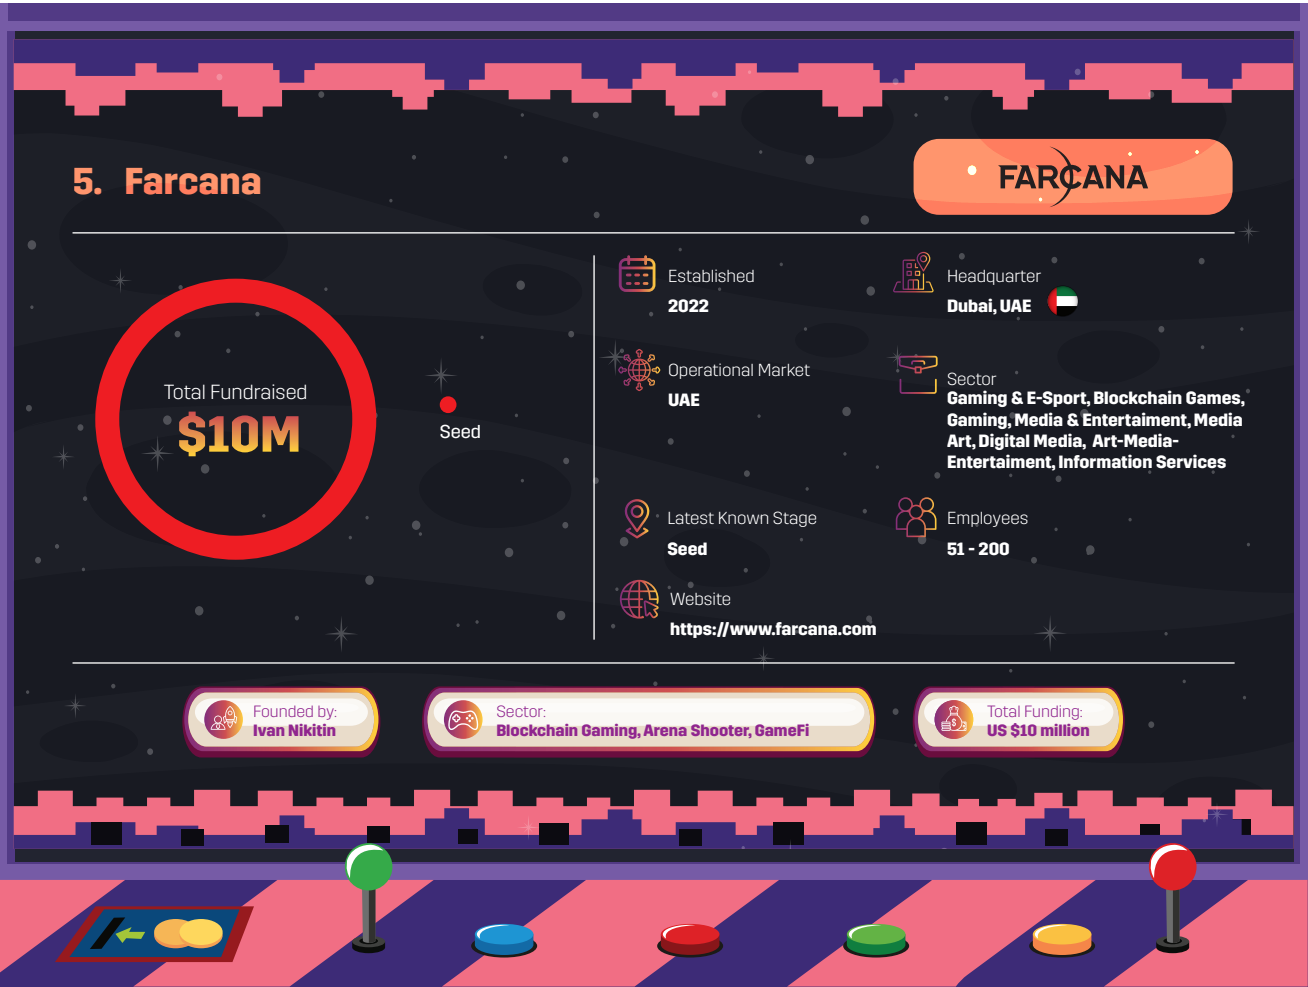 5. Farcana
FARCANA
Total Fundraised
$10M
Seed
Established
2022
Headquarter
Dubai, UAE
Operational Market
UAE
Sector
Gaming & E-Sport, Blockchain Games,
Gaming, Media & Entertaiment, Media
Art, Digital Media, Art-Media-
Entertaiment, Information Services
Latest Known Stage
Seed
Employees
51 - 200
Website
https://www.farcana.com
Founded by:
Ivan Nikitin
Sector:
Blockchain Gaming, Arena Shooter, GameFi
Total Funding:
US $10 million